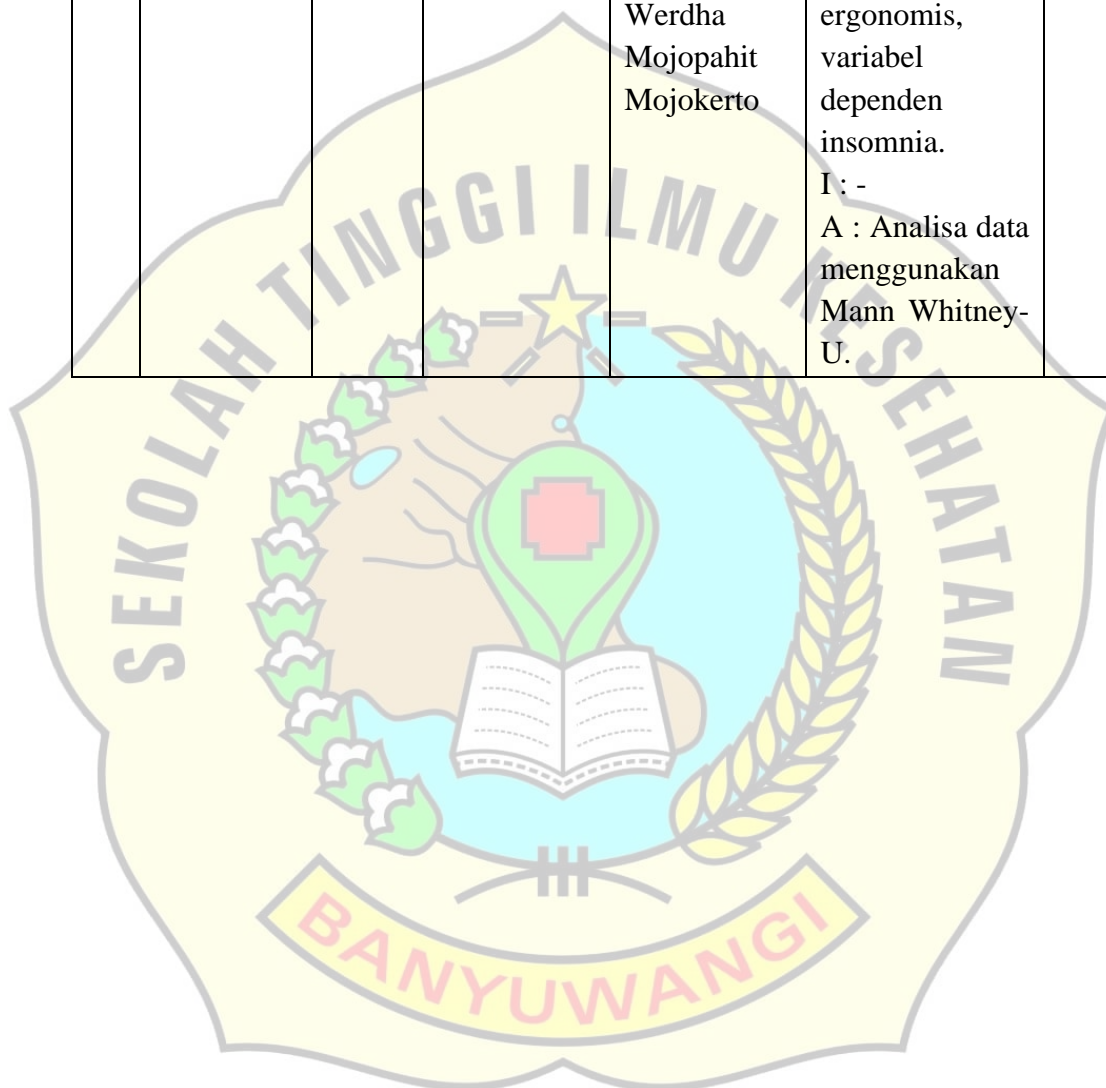 Werdha
Mojopahit
Mojokerto
ergonomis,
variabel
dependen
insomnia.
I : -
A : Analisa data
menggunakan
Mann Whitney-
U.
SEKOLAH TINGGI ILMU KESEHATAN
BANYUWANGI